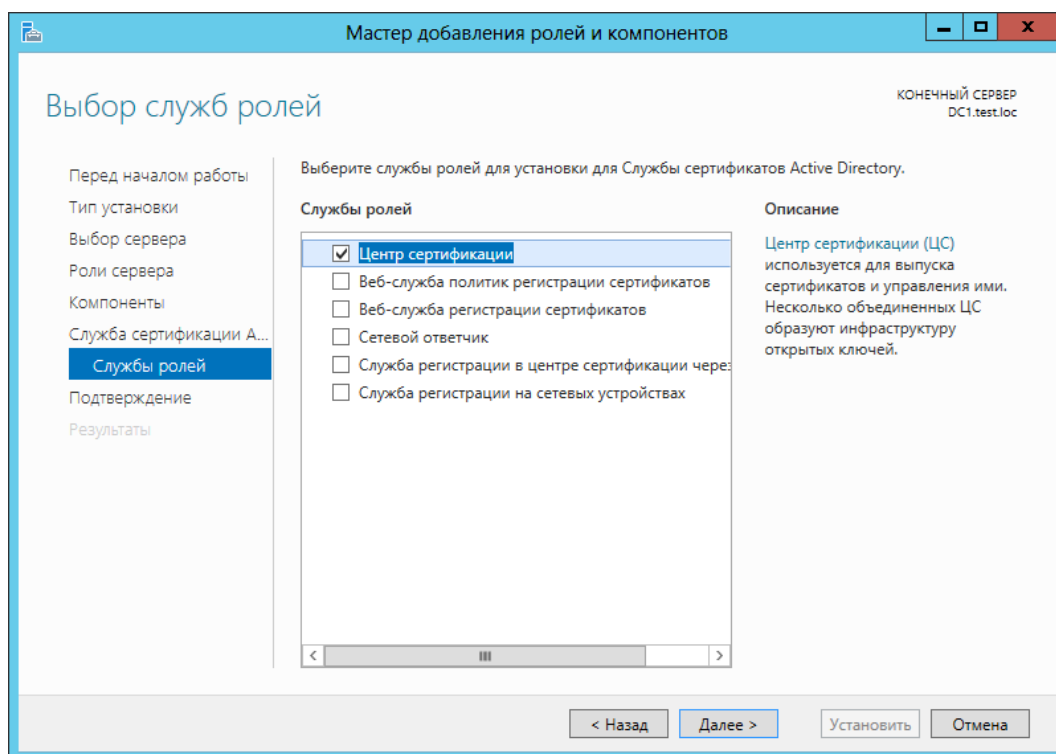 Мастер добавления ролей и компонентов
Выбор служб ролей
КОНЕЧНЫЙ СЕРВЕР
DC1.test.loc
Перед началом работы
Тип установки
Выбор сервера
Роли сервера
Компоненты
Служба сертификации A...
Службы ролей
Подтверждение
Результаты
Выберите службы ролей для установки для Службы сертификатов Active Directory.
Службы ролей
Центр сертификации
Веб-служба политик регистрации сертификатов
Веб-служба регистрации сертификатов
Сетевой ответчик
Служба регистрации в центре сертификации через
Служба регистрации на сетевых устройствах
Описание
Центр сертификации (ЦС)
используется для выпуска
сертификатов и управления ими.
Несколько объединенных ЦС
образуют инфраструктуру
открытых ключей.
< Назад
Далее >
Установить
Отмена